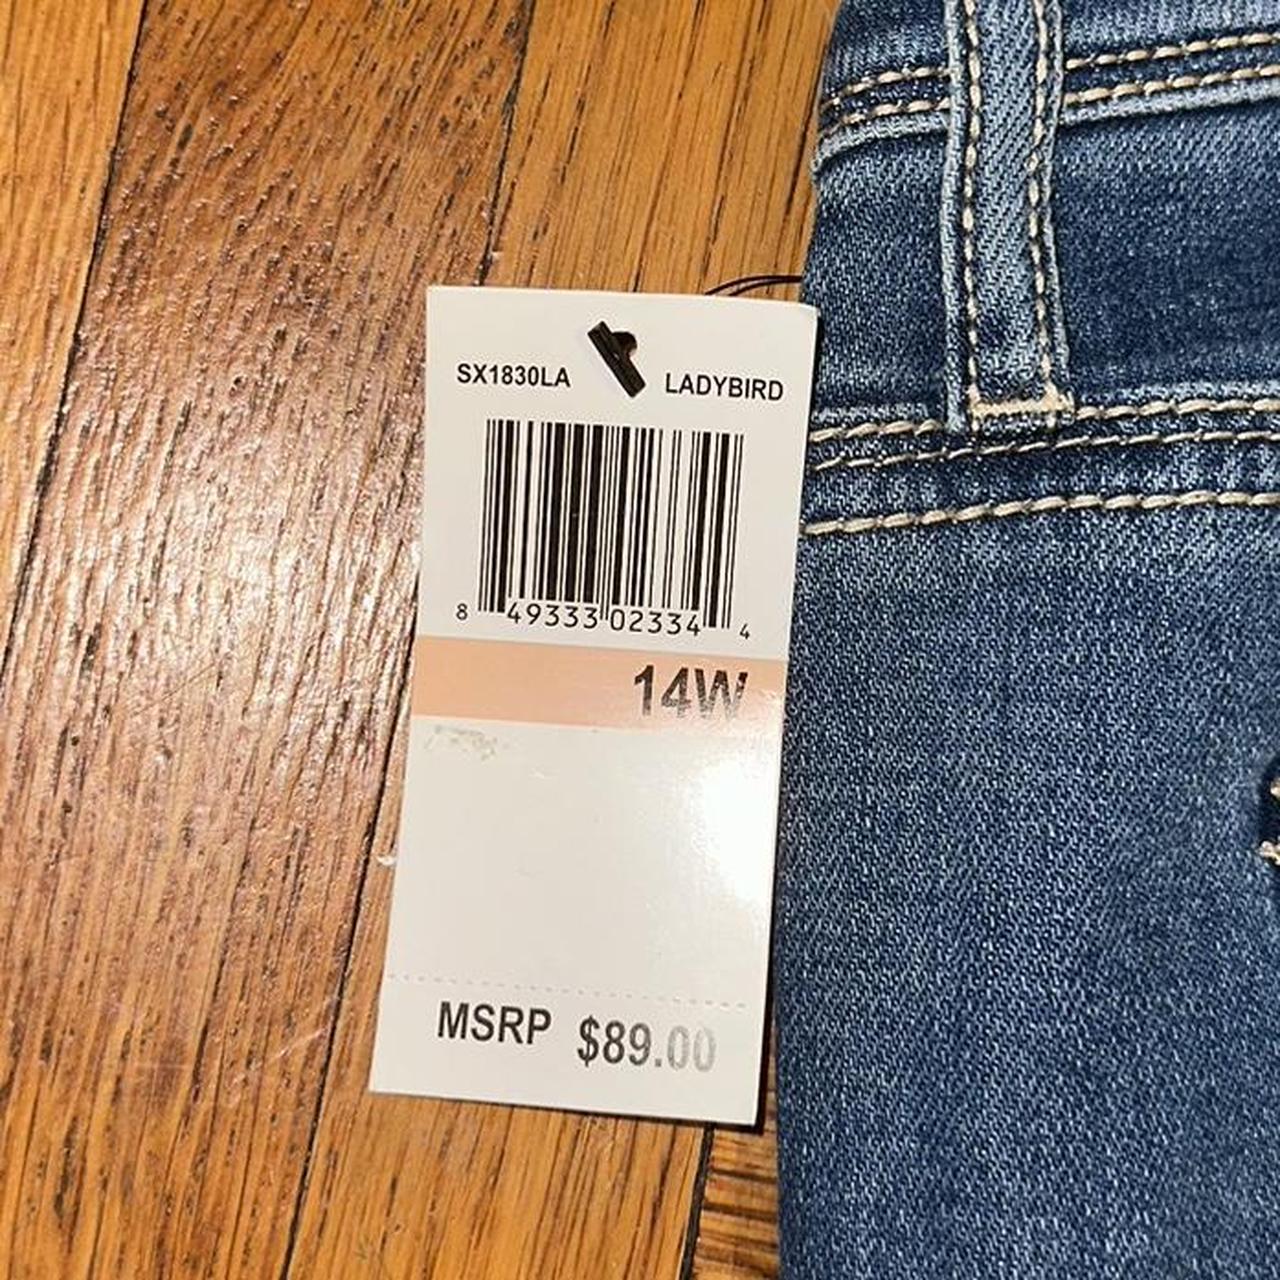 SX1830LA LADYBIRD
8 49333 02334 4
14W
MSRP $89.00